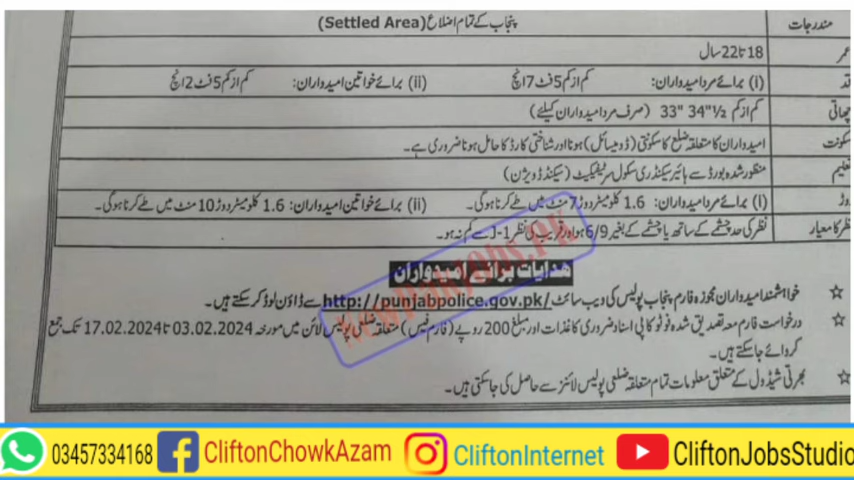 مندرجات پنجاب کے تمام اضلاع (Settled Area)
عمر 18 تا 22 سال
قد (i) برائے مرد امیدواران: کم از کم 5 فٹ 7 انچ (ii) برائے خواتین امیدواران: کم از کم 5 فٹ 2 انچ
چھاتی کم از کم 33" 34½" (صرف مرد امیدواران کیلئے)
سکونت امیدواران کا متعلقہ ضلع کا سکونتی (ڈومیسائل) ہونا اور شناختی کارڈ کا حامل ہونا ضروری ہے۔
تعلیم منظور شدہ بورڈ سے ہائیر سیکنڈری سکول سرٹیفکیٹ (سیکنڈ ڈویژن)
دوڑ (i) برائے مرد امیدواران: 1.6 کلومیٹر دوڑ 7 منٹ میں طے کرنا ہوگی۔ (ii) برائے خواتین امیدواران: 1.6 کلومیٹر دوڑ 10 منٹ میں طے کرنا ہوگی۔
نظر کا معیار نظر کی حد چشمے کے ساتھ یا چشمے کے بغیر 6/9 ہو اور قریب کی نظر J-1 سے کم نہ ہو۔
ھدایات برائے امیدواران
☆ خواہشمند امیدواران مجوزہ فارم پنجاب پولیس کی ویب سائٹ http://punjabpolice.gov.pk/ سے ڈاؤن لوڈ کر سکتے ہیں۔
☆ درخواست فارم معہ تصدیق شدہ فوٹو کاپی اسناد ضروری کاغذات اور مبلغ 200 روپے (فارم فیس) متعلقہ ضلعی پولیس لائن میں مورخہ 03.02.2024 تا 17.02.2024 تک جمع
کروائے جاسکتے ہیں۔
☆ بھرتی شیڈول کے متعلق معلومات تمام متعلقہ ضلعی پولیس لائنز سے حاصل کی جاسکتی ہیں۔
03457334168 CliftonChowkAzam CliftonInternet CliftonJobsStudio